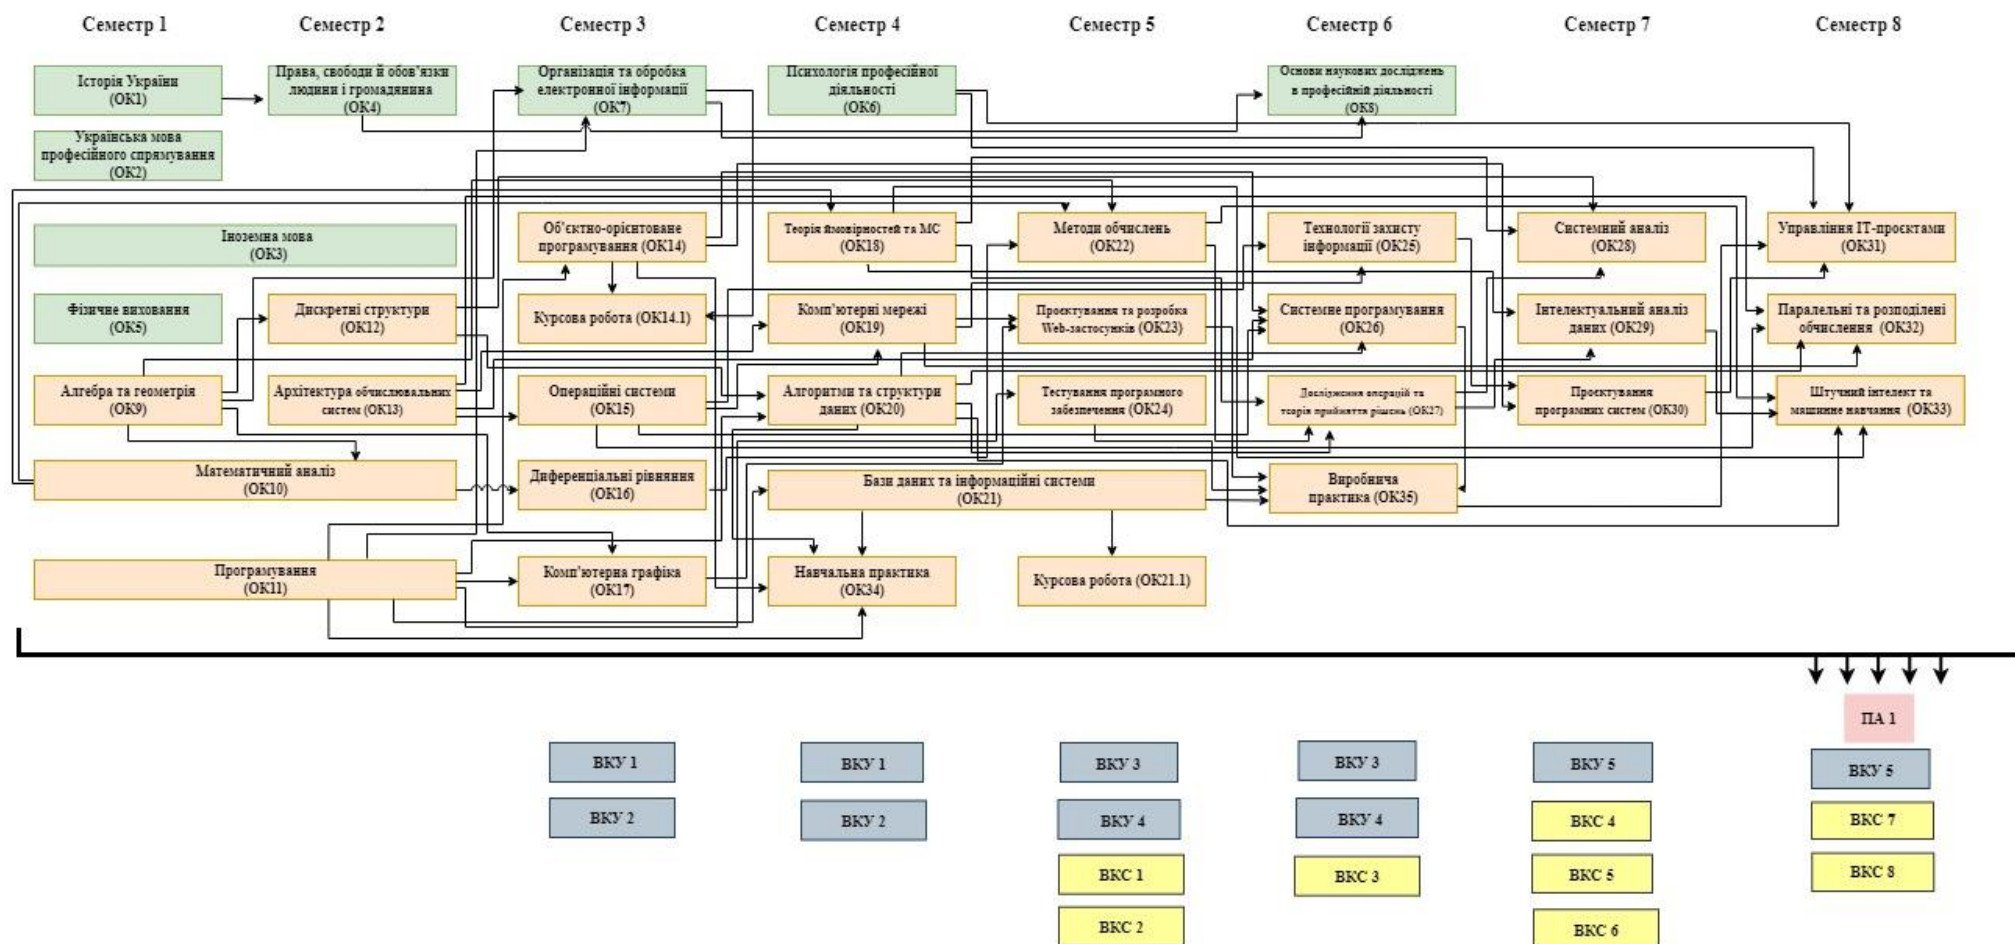 Семестр 1
Семестр 2
Семестр 3
Семестр 4
Семестр 5
Семестр 6
Семестр 7
Семестр 8
Історія України
(ОК1)
Права, свободи й обов'язки
людини і громадянина
(ОК4)
Організація та обробка
електронної інформації
(ОК7)
Психологія професійної
діяльності
(ОК6)
Основи наукових досліджень
в професійній діяльності
(ОК8)
Українська мова
професійного спрямування
(ОК2)
Іноземна мова
(ОК3)
Об'єктно-орієнтоване
програмування (ОК14)
Теорія ймовірностей та МС
(ОК18)
Методи обчислень
(ОК22)
Технології захисту
інформації (ОК25)
Системний аналіз
(ОК28)
Управління ІТ-проєктами
(ОК31)
Фізичне виховання
(ОК5)
Дискретні структури
(ОК12)
Курсова робота (ОК14.1)
Комп'ютерні мережі
(ОК19)
Проєктування та розробка
Web-застосунків (ОК23)
Системне програмування
(ОК26)
Інтелектуальний аналіз
даних (ОК29)
Паралельні та розподілені
обчислення (ОК32)
Алгебра та геометрія
(ОК9)
Архітектура обчислювальних
систем (ОК13)
Операційні системи
(ОК15)
Алгоритми та структури
даних (ОК20)
Тестування програмного
забезпечення (ОК24)
Дослідження операцій та
теорія прийняття рішень (ОК27)
Проєктування
програмних систем (ОК30)
Штучний інтелект та
машинне навчання (ОК33)
Математичний аналіз
(ОК10)
Диференціальні рівняння
(ОК16)
Бази даних та інформаційні системи
(ОК21)
Виробнича
практика (ОК35)
Програмування
(ОК11)
Комп'ютерна графіка
(ОК17)
Навчальна практика
(ОК34)
Курсова робота (ОК21.1)
ПА 1
ВКУ 1
ВКУ 1
ВКУ 3
ВКУ 3
ВКУ 5
ВКУ 5
ВКУ 2
ВКУ 2
ВКУ 4
ВКУ 4
ВКС 4
ВКС 7
ВКС 1
ВКС 3
ВКС 5
ВКС 8
ВКС 2
ВКС 6